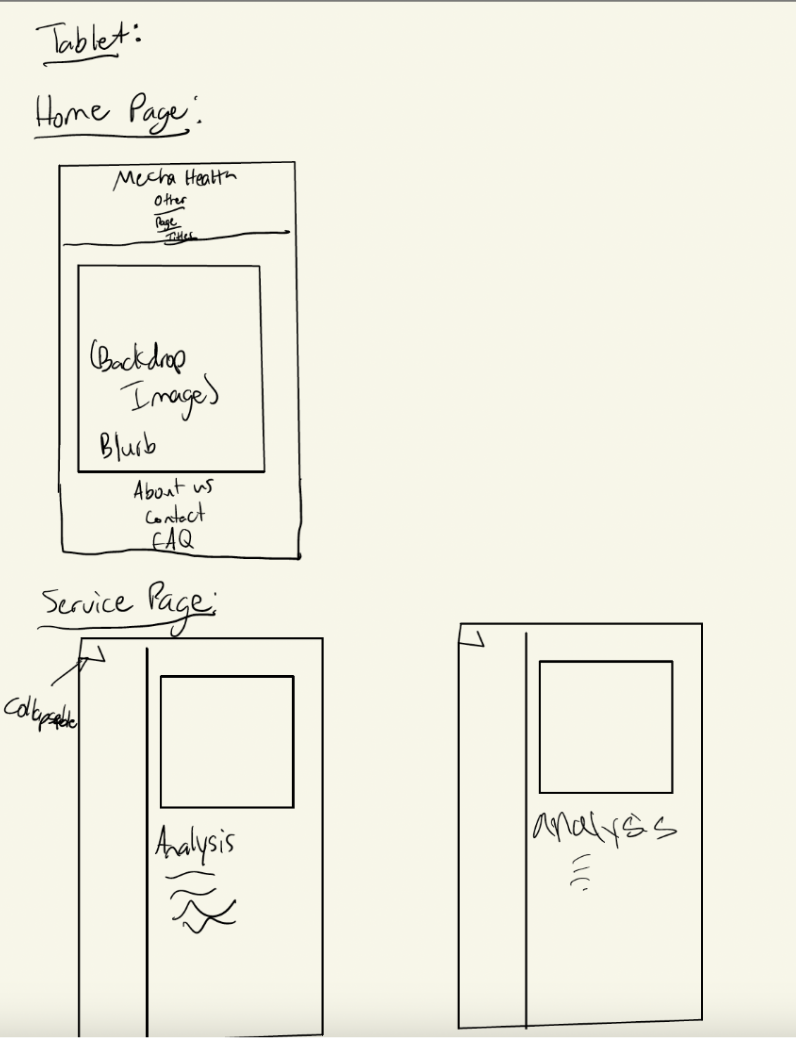 Tablet:
Home Page:
Mecha Health
Other
Page
Titles
(Backdrop
Image)
Blurb
About us
Contact
FAQ
Service Page:
Collapseable
Analysis
analysis